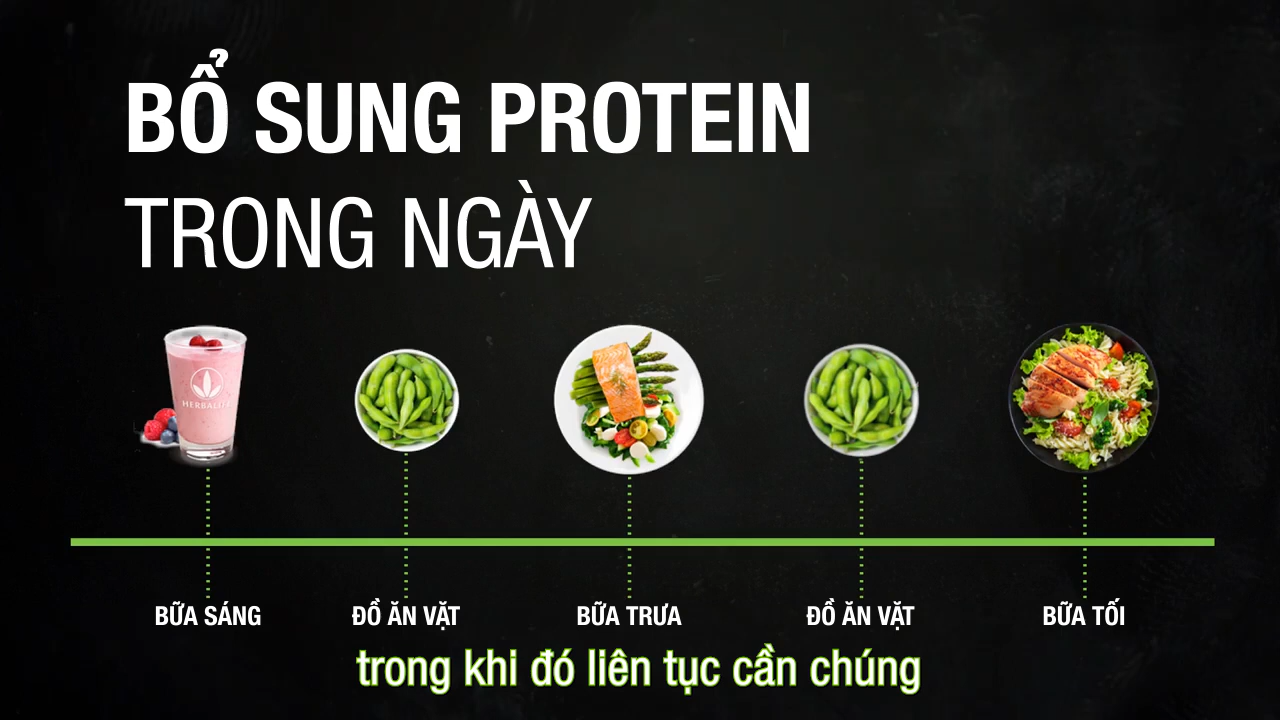 BỔ SUNG PROTEIN
TRONG NGÀY
HERBALIFE
BỮA SÁNG
ĐỒ ĂN VẶT
BỮA TRƯA
ĐỒ ĂN VẶT
BỮA TỐI
trong khi đó liên tục cần chúng